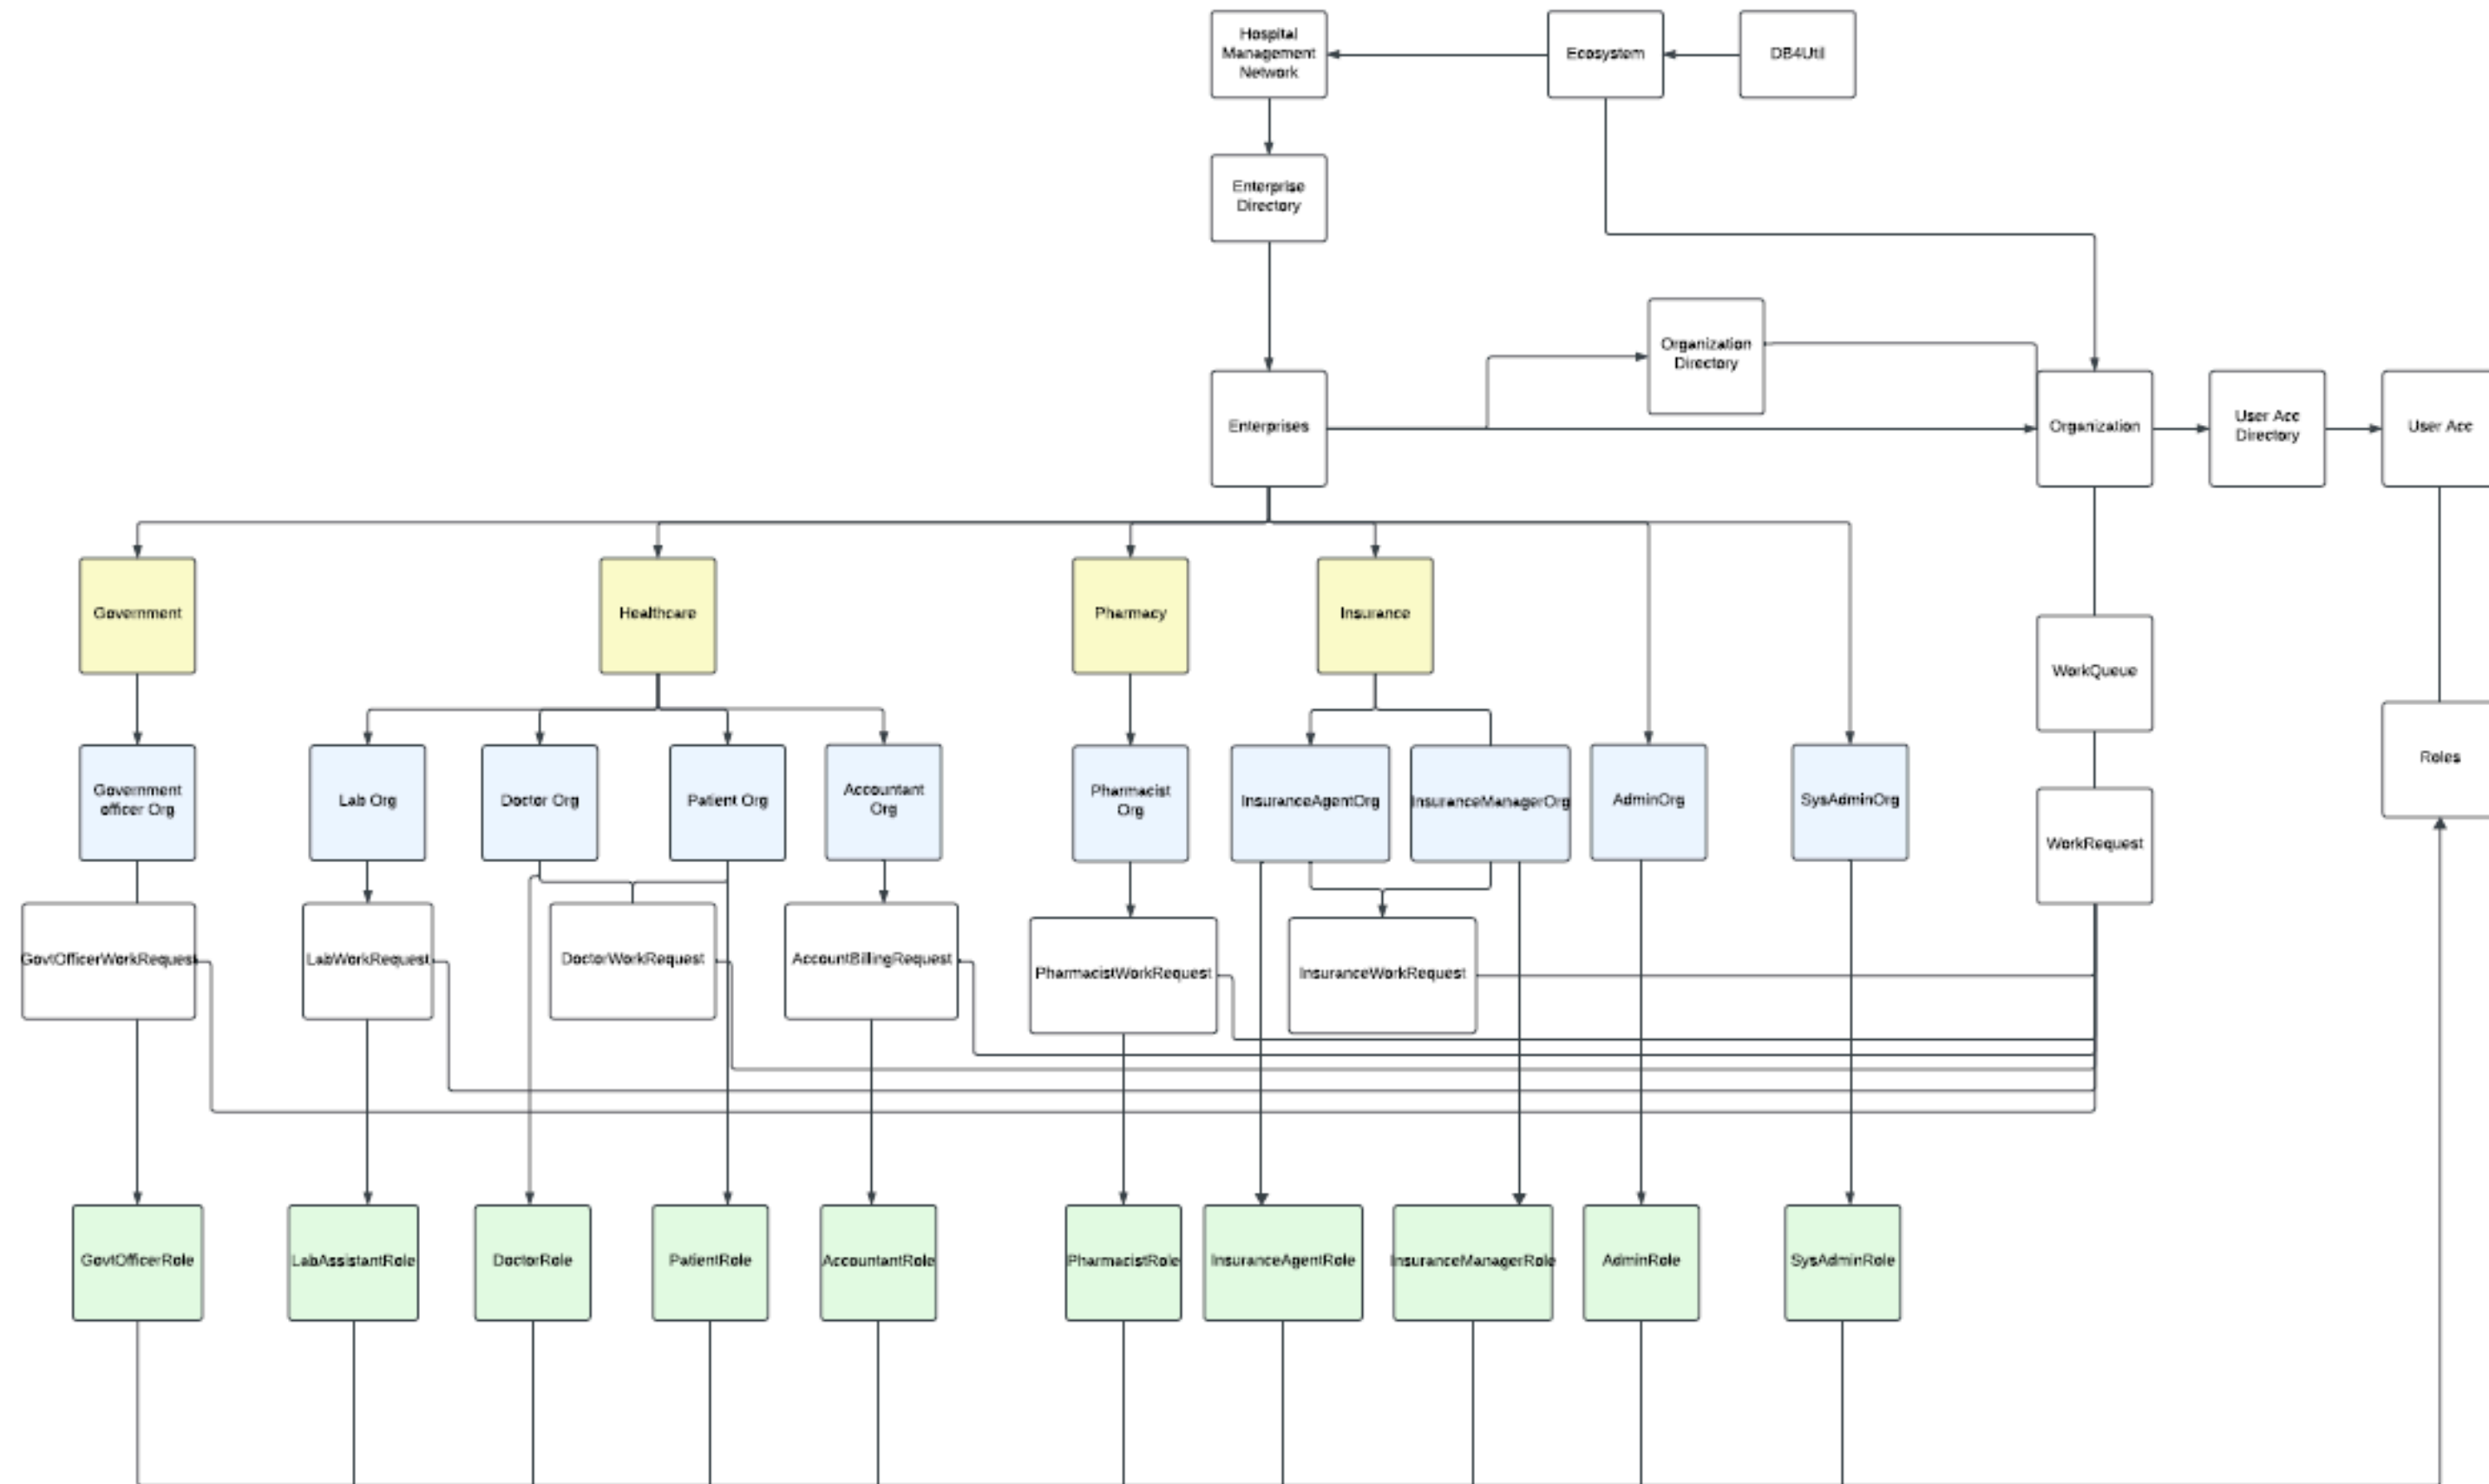 Hospital
Management
Network
Ecosystem
DB4Util
Enterprise
Directory
Organization
Directory
Enterprises
Organization
User Acc
Directory
User Acc
Government
Healthcare
Pharmacy
Insurance
WorkQueue
Roles
Government
officer Org
Lab Org
Doctor Org
Patient Org
Accountant
Org
Pharmacist
Org
InsuranceAgentOrg
InsuranceManagerOrg
AdminOrg
SysAdminOrg
WorkRequest
GovtOfficerWorkRequest
LabWorkRequest
DoctorWorkRequest
AccountBillingRequest
PharmacistWorkRequest
InsuranceWorkRequest
GovtOfficerRole
LabAssistantRole
DoctorRole
PatientRole
AccountantRole
PharmacistRole
InsuranceAgentRole
InsuranceManagerRole
AdminRole
SysAdminRole